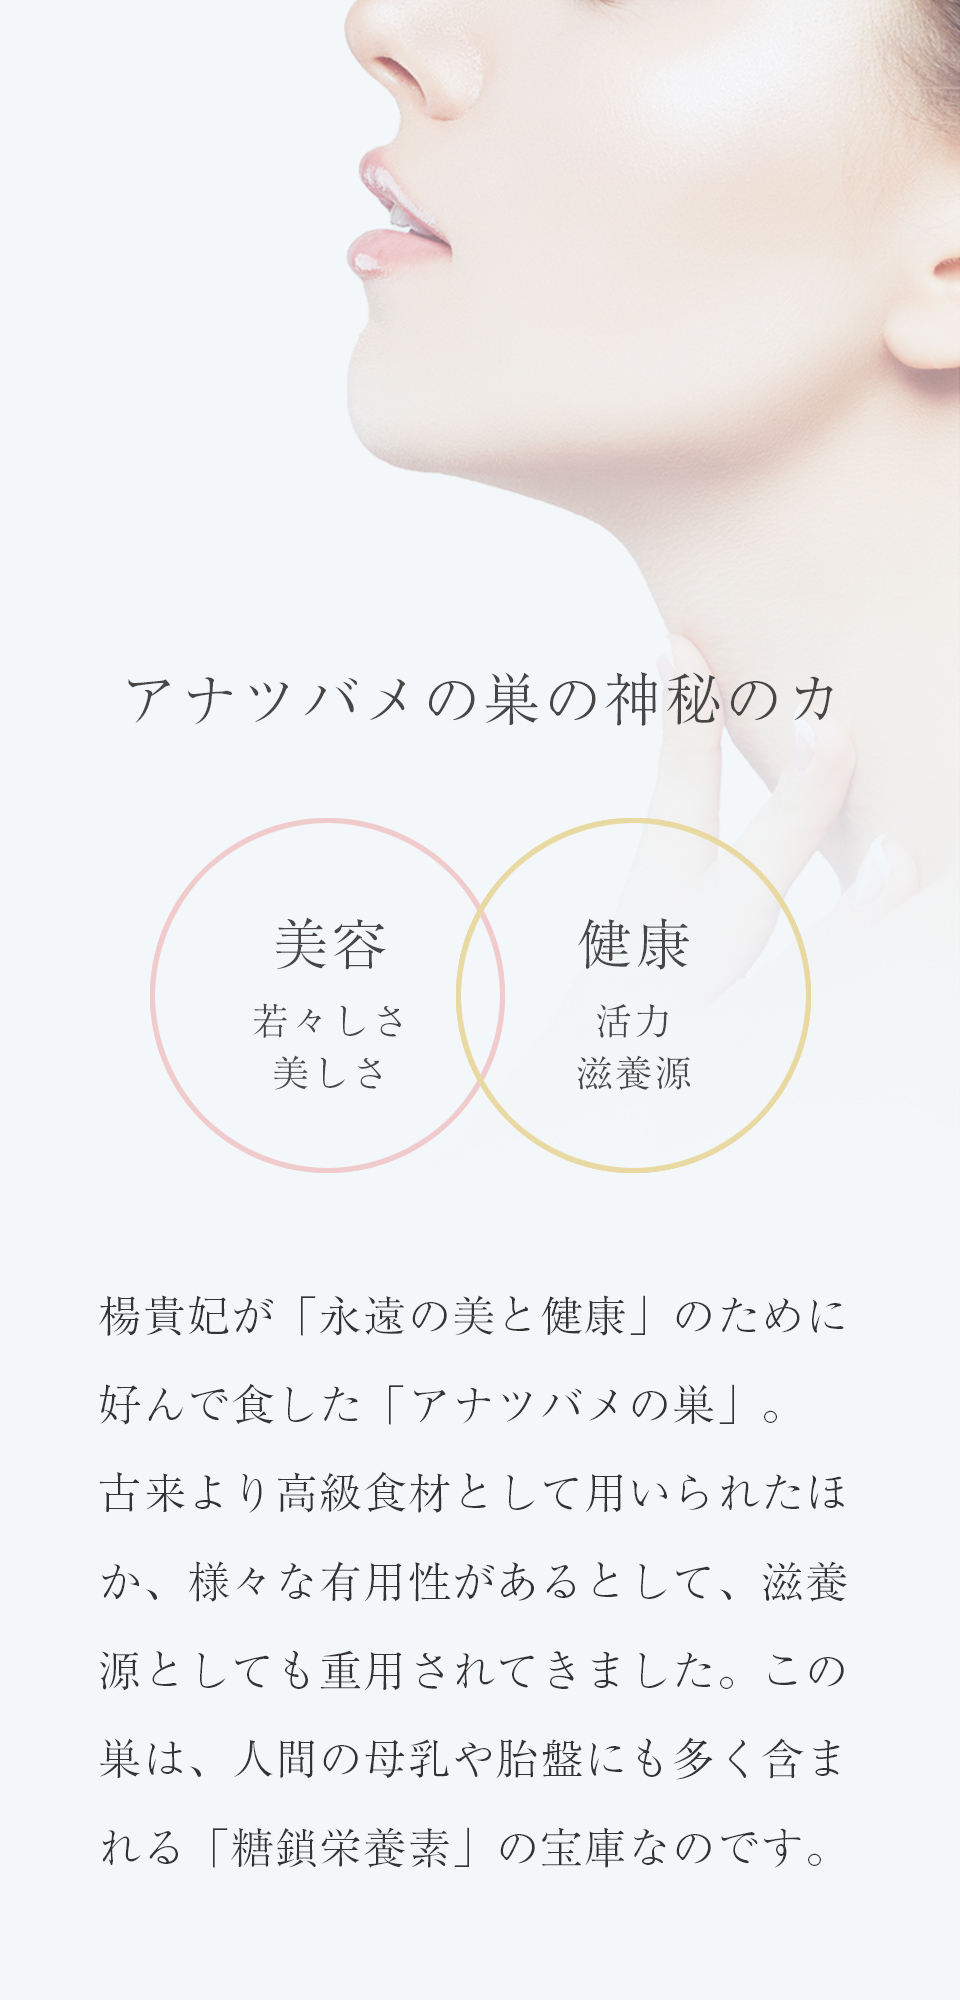 アナツバメの巣の神秘のカ
美容
若々しさ
美しさ
健康
活力
滋養源
楊貴妃が「永遠の美と健康」のために
好んで食した「アナツバメの巣」。
古来より高級食材として用いられたほ
か、様々な有用性があるとして、滋養
源としても重用されてきました。この
巣は、人間の母乳や胎盤にも多く含ま
れる「糖鎖栄養素」の宝庫なのです。